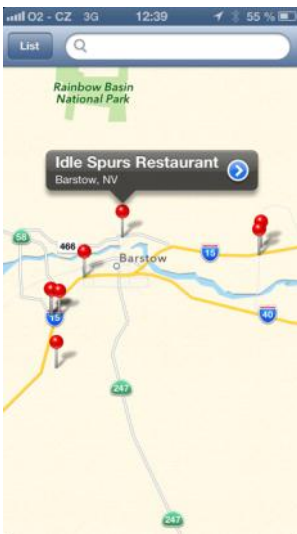 O2 - CZ 3G 12:39 55 %
List
Rainbow Basin
National Park
Idle Spurs Restaurant
Barstow, NV
58
466
15
Barstow
15
40
247
247